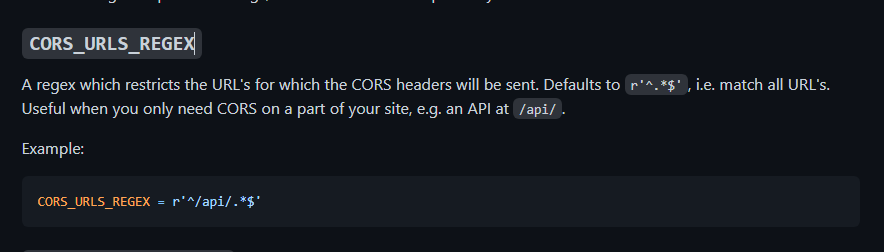 CORS_URLS_REGEX
A regex which restricts the URL's for which the CORS headers will be sent. Defaults to r'^.*$', i.e. match all URL's.
Useful when you only need CORS on a part of your site, e.g. an API at /api/.
Example:
CORS_URLS_REGEX = r'^/api/.*$'